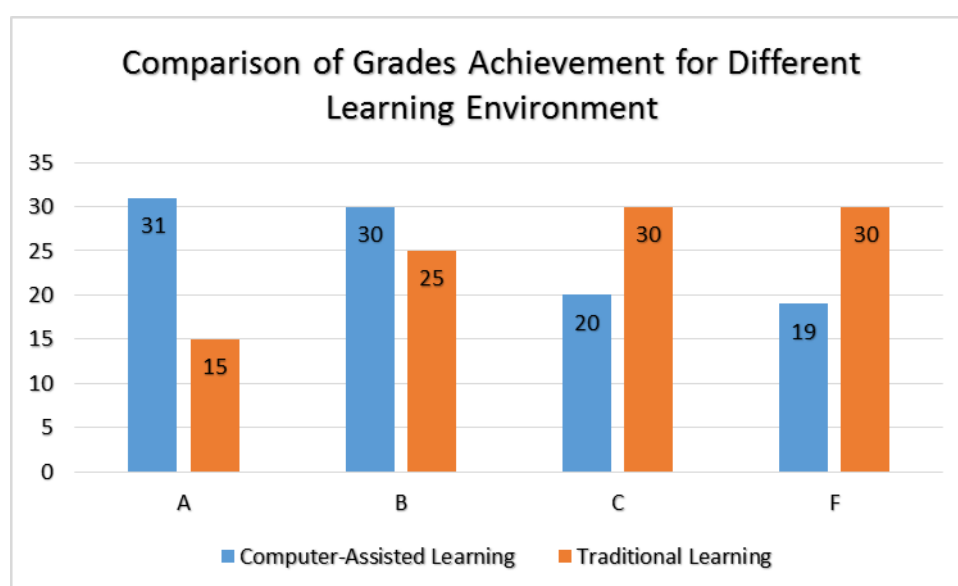 Comparison of Grades Achievement for Different
Learning Environment
35
30
25
20
15
10
5
0
31
15
30
25
20
30
19
30
A
B
C
F
Computer-Assisted Learning
Traditional Learning